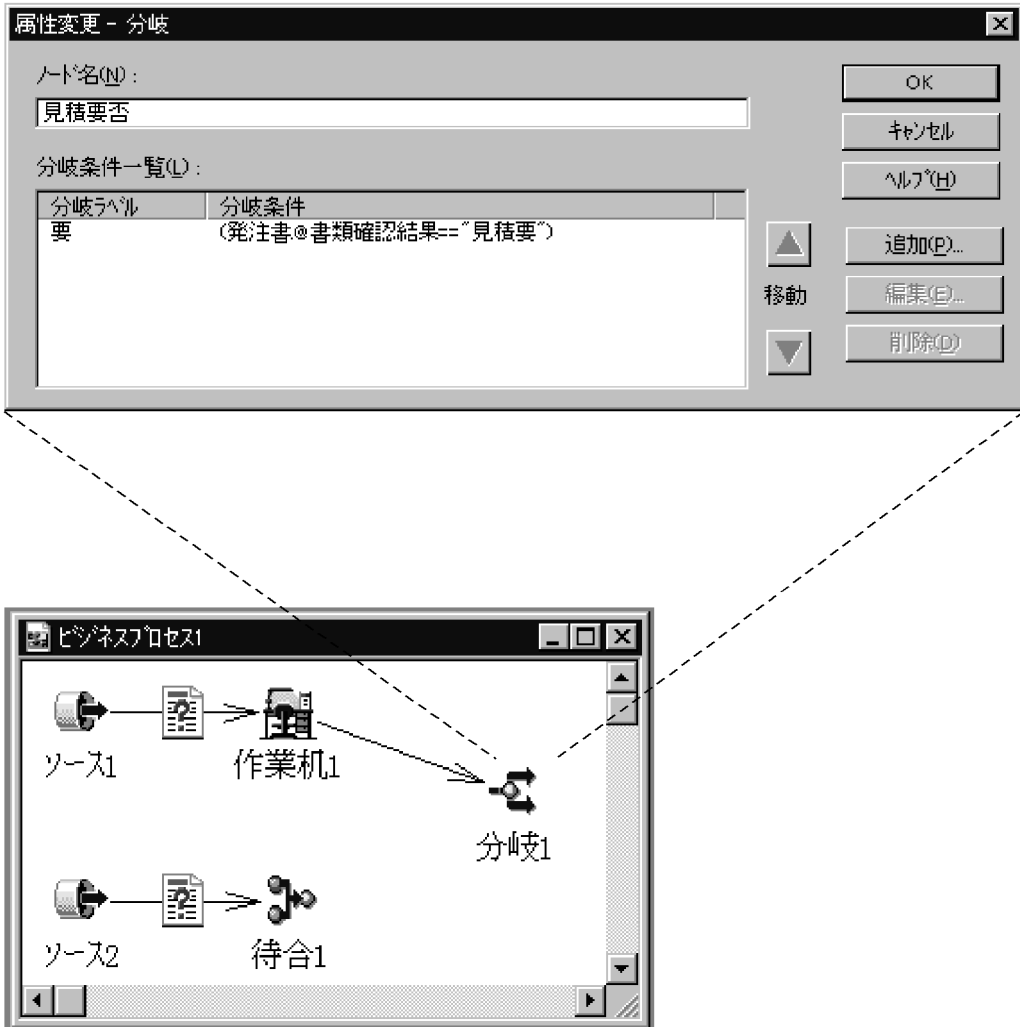 属性変更 - 分岐
ノード名(N):
OK
見積要否
キャンセル
分岐条件一覧(L):
ヘルプ(H)
分岐ラベル 分岐条件
要 (発注書@書類確認結果=="見積要")
追加(P)...
移動
編集(E)...
削除(D)
ビジネスプロセス1
ソース1 作業机1
分岐1
ソース2 待合1